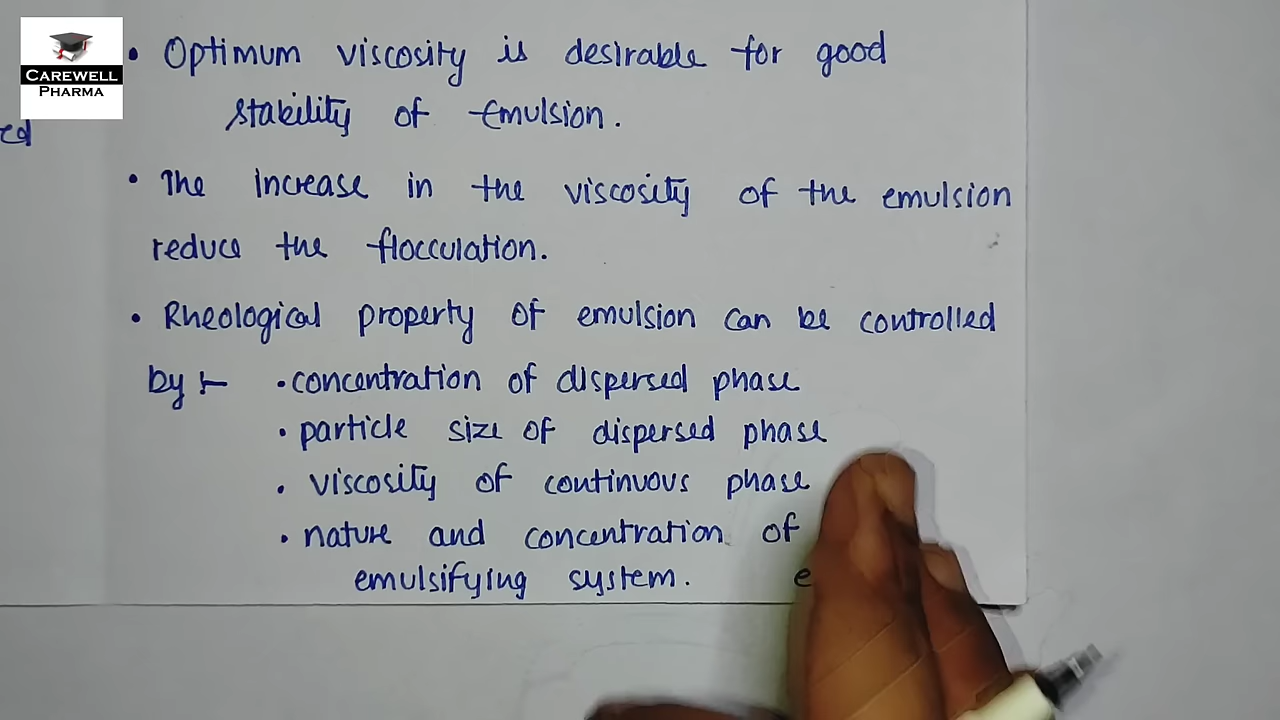 CAREWELL
PHARMA
• Optimum viscosity is desirable for good
stability of Emulsion.
• The increase in the viscosity of the emulsion
reduce the flocculation.
• Rheological property of emulsion can be controlled
by :- • concentration of dispersed phase
• particle size of dispersed phase
• viscosity of continuous phase
• nature and concentration of
emulsifying system. e
ed